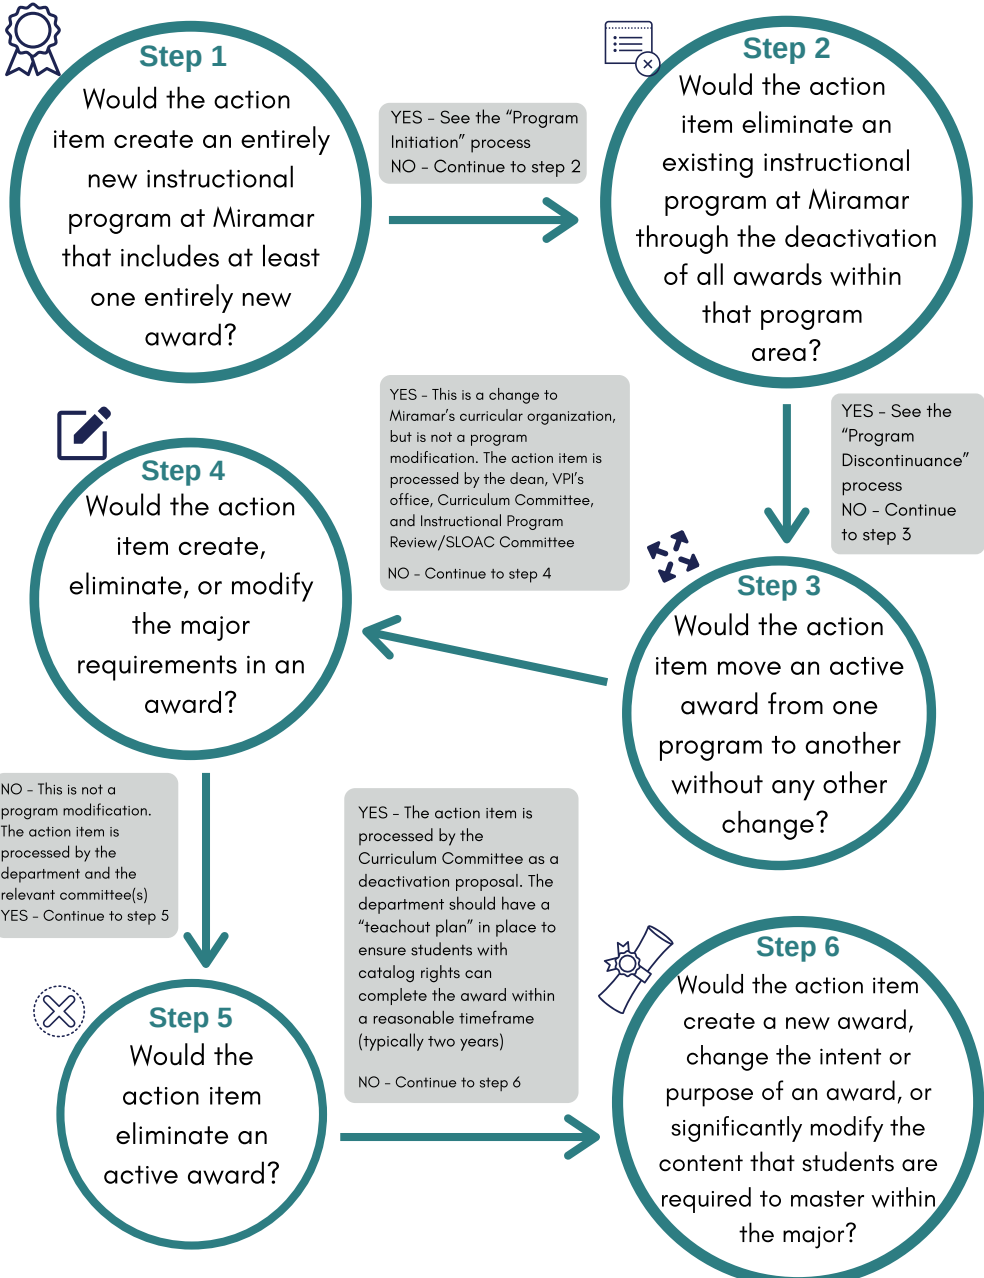 Step 1
Would the action
item create an entirely
new instructional
program at Miramar
that includes at least
one entirely new
award?
YES - See the “Program
Initiation” process
NO - Continue to step 2
Step 2
Would the action
item eliminate an
existing instructional
program at Miramar
through the deactivation
of all awards within
that program
area?
YES - See the
“Program
Discontinuance”
process
NO - Continue
to step 3
Step 3
Would the action
item move an active
award from one
program to another
without any other
change?
YES - This is a change to
Miramar’s curricular organization,
but is not a program
modification. The action item is
processed by the dean, VPI’s
office, Curriculum Committee,
and Instructional Program
Review/SLOAC Committee
NO - Continue to step 4
Step 4
Would the action
item create,
eliminate, or modify
the major
requirements in an
award?
NO - This is not a
program modification.
The action item is
processed by the
department and the
relevant committee(s)
YES - Continue to step 5
Step 5
Would the
action item
eliminate an
active award?
YES - The action item is
processed by the
Curriculum Committee as a
deactivation proposal. The
department should have a
“teachout plan” in place to
ensure students with
catalog rights can
complete the award within
a reasonable timeframe
(typically two years)
NO - Continue to step 6
Step 6
Would the action item
create a new award,
change the intent or
purpose of an award, or
significantly modify the
content that students are
required to master within
the major?